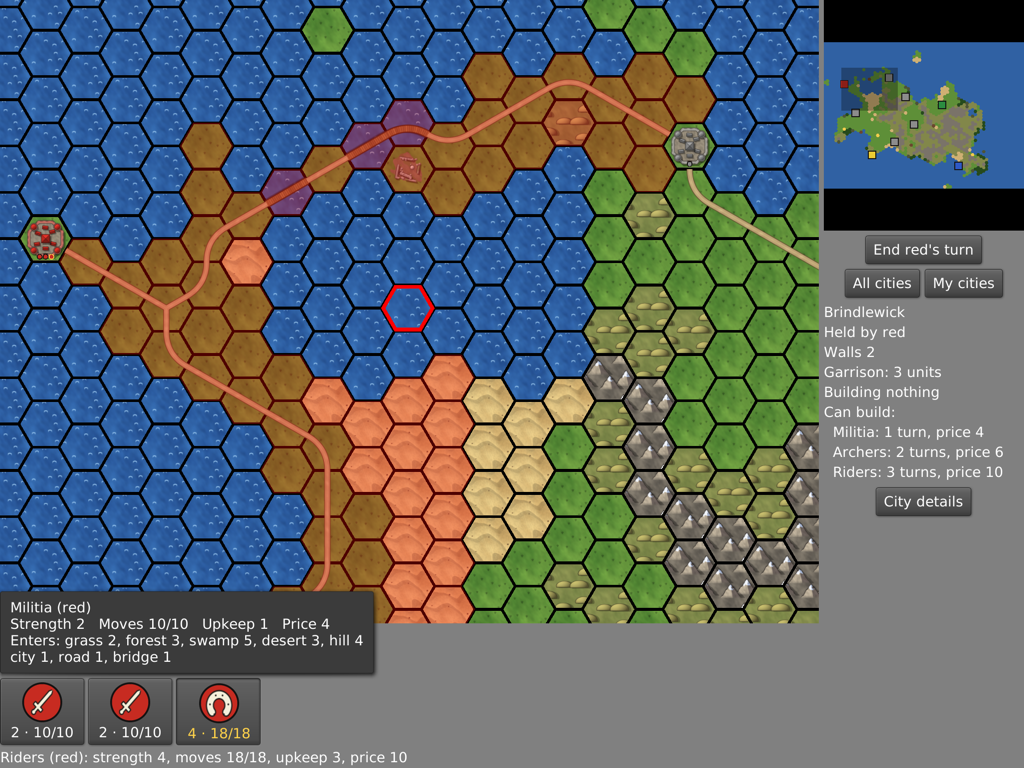 End red's turn
All cities My cities
Brindlewick
Held by red
Walls 2
Garrison: 3 units
Building nothing
Can build:
Militia: 1 turn, price 4
Archers: 2 turns, price 6
Riders: 3 turns, price 10
City details
Militia (red)
Strength 2 Moves 10/10 Upkeep 1 Price 4
Enters: grass 2, forest 3, swamp 5, desert 3, hill 4
city 1, road 1, bridge 1
2 · 10/10 2 · 10/10 4 · 18/18
Riders (red): strength 4, moves 18/18, upkeep 3, price 10